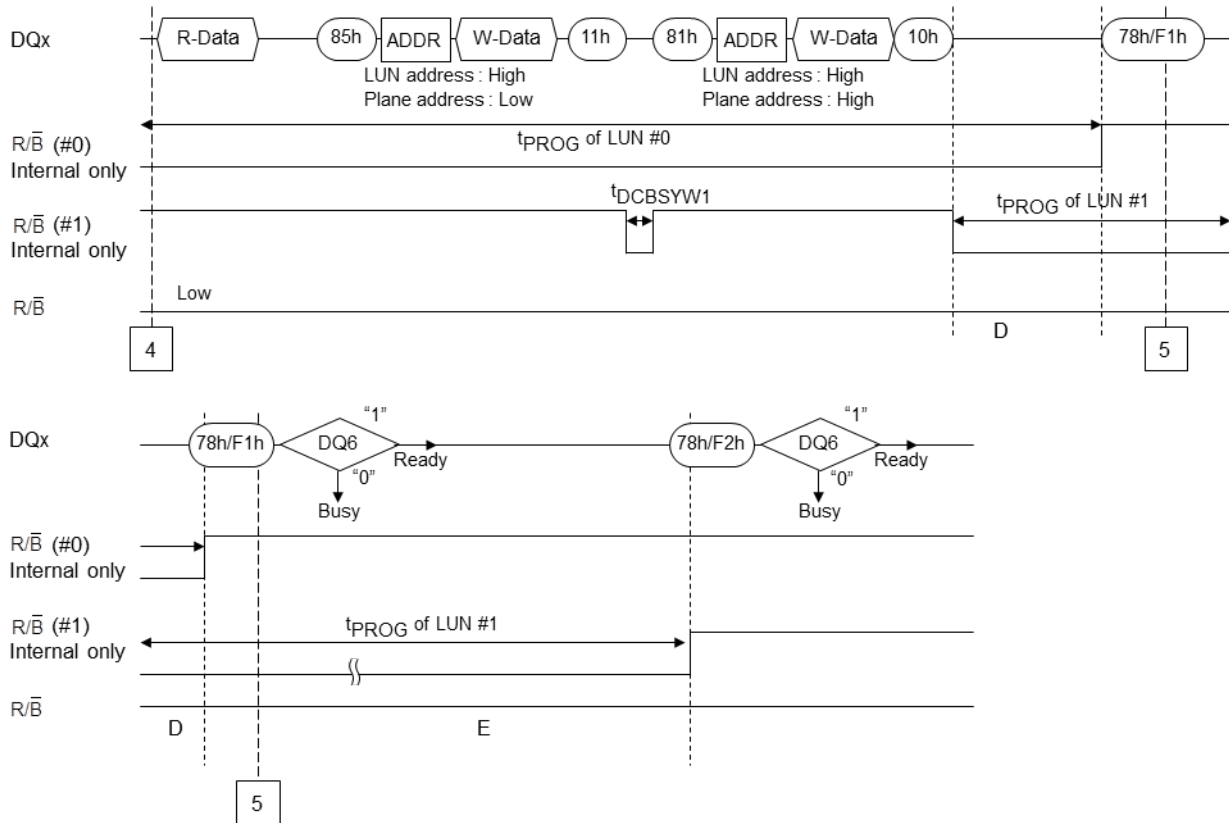 DQx R-Data 85h ADDR W-Data 11h 81h ADDR W-Data 10h 78h/F1h
LUN address : High LUN address : High
Plane address : Low Plane address : High
R/B̅ (#0)
Internal only
tPROG of LUN #0
tDCBSYW1
R/B̅ (#1)
Internal only
tPROG of LUN #1
Low
R/B̅
D
4 5
DQx 78h/F1h DQ6 "1" Ready 78h/F2h DQ6 "1" Ready
"0" "0"
Busy Busy
R/B̅ (#0)
Internal only
R/B̅ (#1)
Internal only
tPROG of LUN #1
R/B̅
D E
5